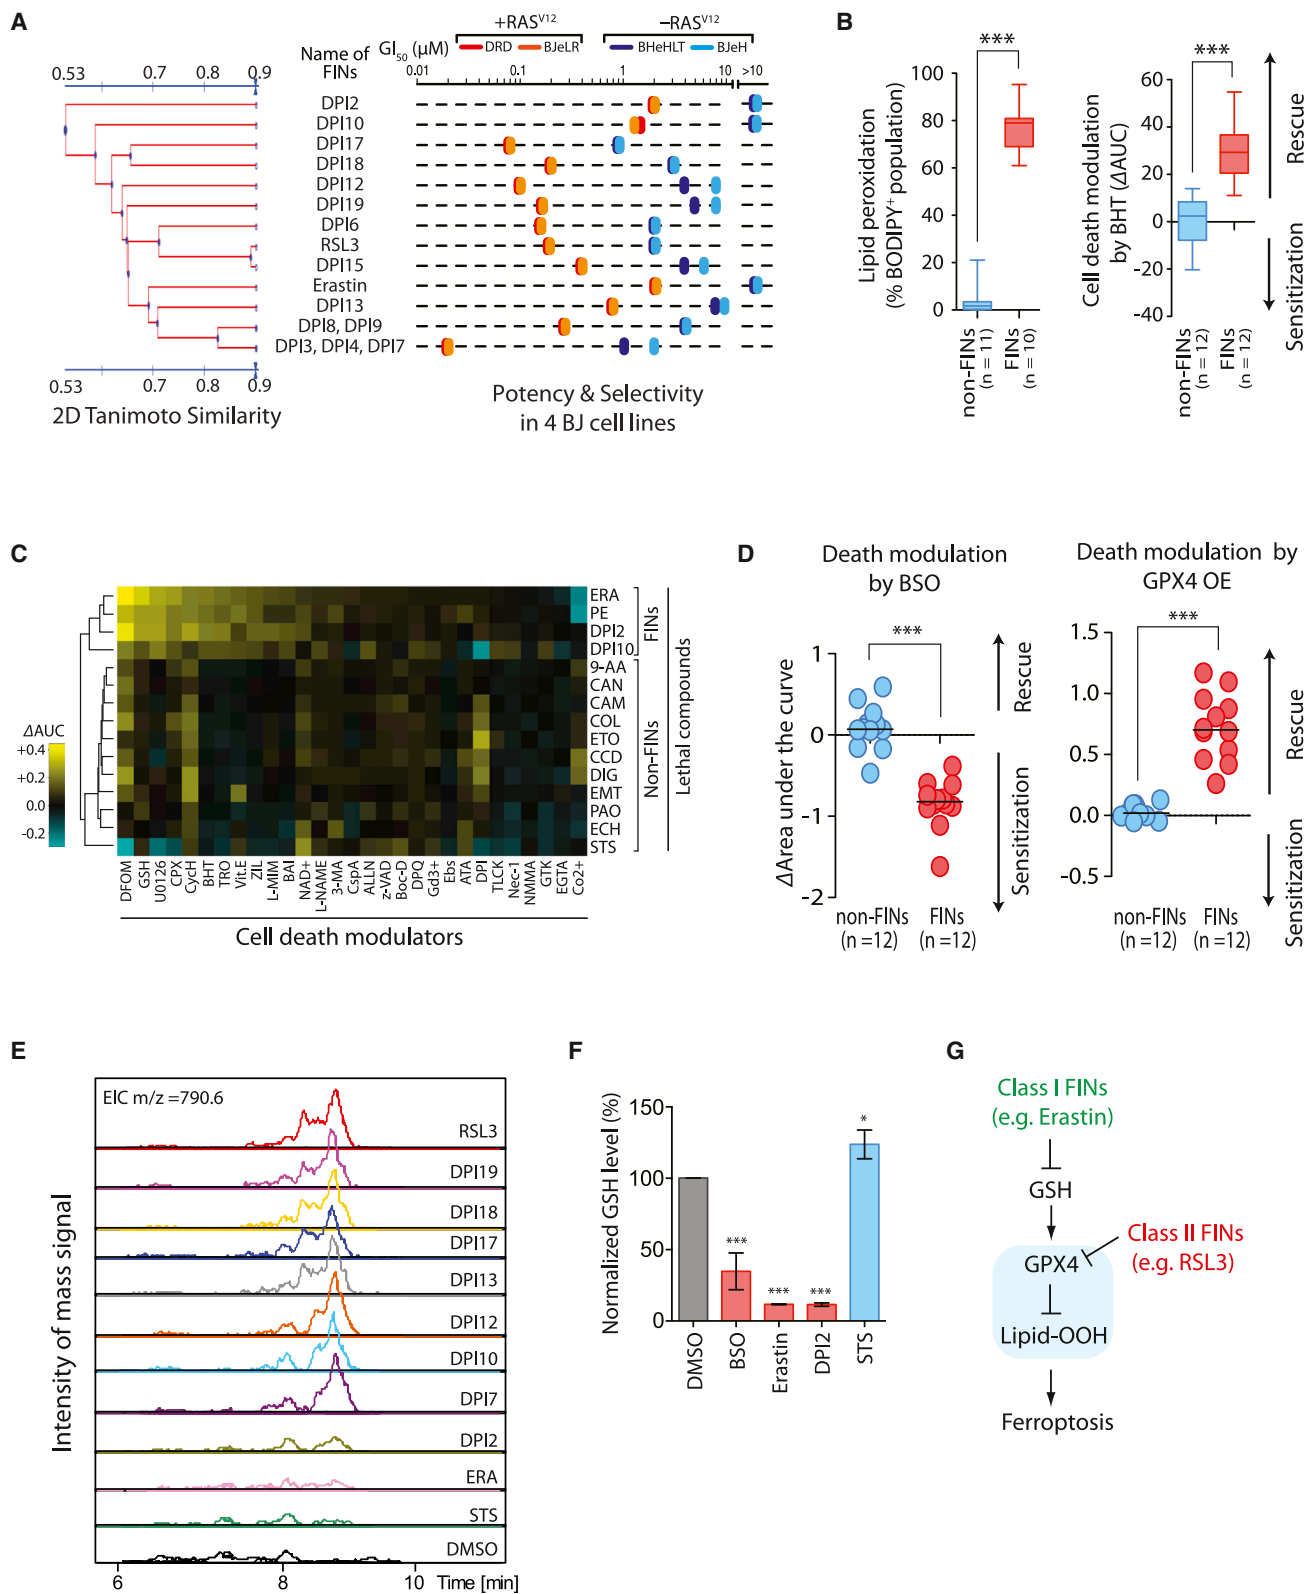 A
0.53 0.7 0.8 0.9
Name of
FINs
DPI2
DPI10
DPI17
DPI18
DPI12
DPI19
DPI6
RSL3
DPI15
Erastin
DPI13
DPI8, DPI9
DPI3, DPI4, DPI7
0.53 0.7 0.8 0.9
2D Tanimoto Similarity
+RASV12 −RASV12
GI50 (μM) DRD BJeLR BHeHLT BJeH
0.01 0.1 1 10 >10
Potency & Selectivity
in 4 BJ cell lines
B
***
Lipid peroxidation
(% BODIPY+ population)
100
80
60
40
20
0
non-FINs
(n = 11)
FINs
(n = 10)
***
Cell death modulation
by BHT (ΔAUC)
60
40
20
0
-20
-40
non-FINs
(n = 12)
FINs
(n = 12)
Rescue
Sensitization
C
ΔAUC
+0.4
+0.2
0.0
-0.2
ERA
PE
DPI2
DPI10
9-AA
CAN
CAM
COL
ETO
CCD
DIG
EMT
PAO
ECH
STS
FINs
Non-FINs
Lethal compounds
DFOM
GSH
U0126
CPX
CycH
BHT
TRO
Vit.E
ZIL
L-MIM
BAI
NAD+
L-NAME
3-MA
CspA
ALLN
z-VAD
Boc-D
DPQ
Gd3+
Ebs
ATA
DPI
TLCK
Nec-1
NMMA
GTK
EGTA
Co2+
Cell death modulators
D
Death modulation
by BSO
***
ΔArea under the curve
1
0
-1
-2
non-FINs
(n =12)
FINs
(n =12)
Rescue
Sensitization
Death modulation by
GPX4 OE
***
1.5
1.0
0.5
0.0
-0.5
non-FINs
(n =12)
FINs
(n =12)
Rescue
Sensitization
E
Intensity of mass signal
EIC m/z =790.6
RSL3
DPI19
DPI18
DPI17
DPI13
DPI12
DPI10
DPI7
DPI2
ERA
STS
DMSO
6 8 10 Time [min]
F
Normalized GSH level (%)
150
100
50
0
***
***
***
*
DMSO
BSO
Erastin
DPI2
STS
G
Class I FINs
(e.g. Erastin)
GSH
Class II FINs
(e.g. RSL3)
GPX4
Lipid-OOH
Ferroptosis